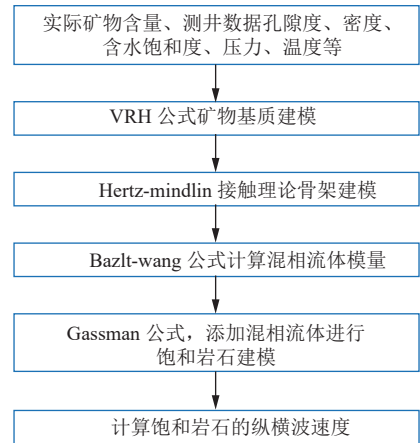 实际矿物含量、测井数据孔隙度、密度、
含水饱和度、压力、温度等
VRH 公式矿物基质建模
Hertz-mindlin 接触理论骨架建模
Bazlt-wang 公式计算混相流体模量
Gassman 公式，添加混相流体进行
饱和岩石建模
计算饱和岩石的纵横波速度